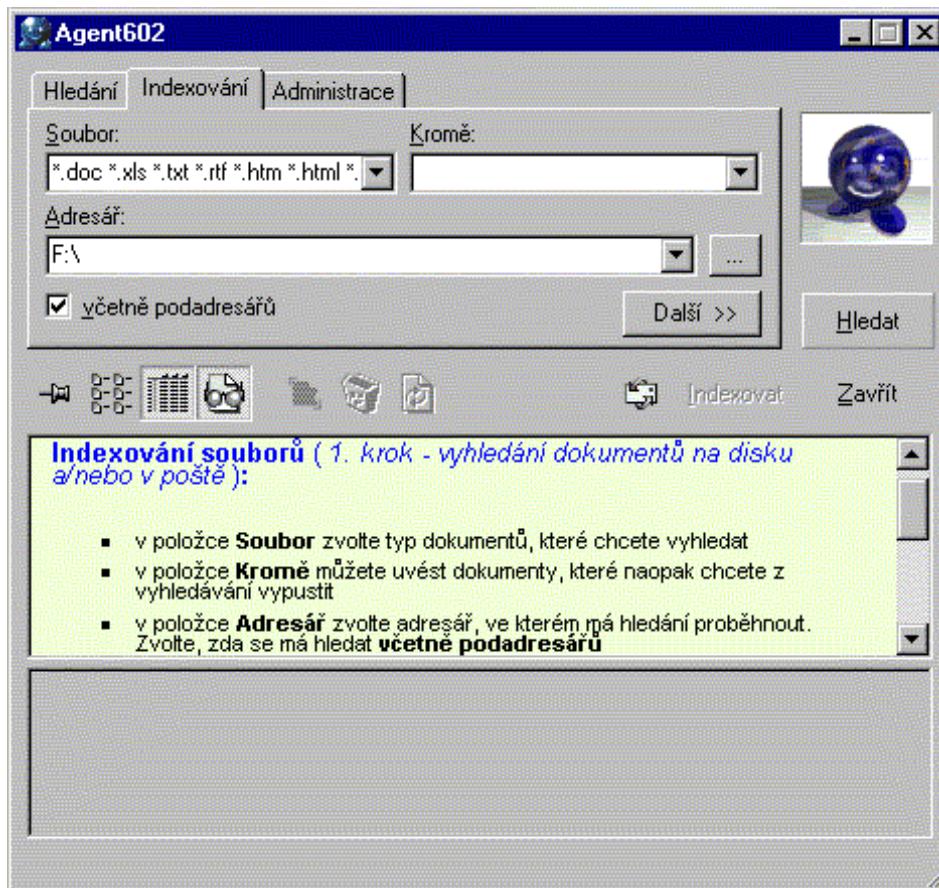 Agent602
Hledání Indexování Administrace
Soubor: Kromě:
*.doc *.xls *.txt *.rtf *.htm *.html *.
Adresář:
F:\ ...
včetně podadresářů Další >> Hledat
Indexovat Zavřít
Indexování souborů ( 1. krok - vyhledání dokumentů na disku
a/nebo v poště ):
▪ v položce Soubor zvolte typ dokumentů, které chcete vyhledat
▪ v položce Kromě můžete uvést dokumenty, které naopak chcete z
vyhledávání vypustit
▪ v položce Adresář zvolte adresář, ve kterém má hledání proběhnout.
Zvolte, zda se má hledat včetně podadresářů